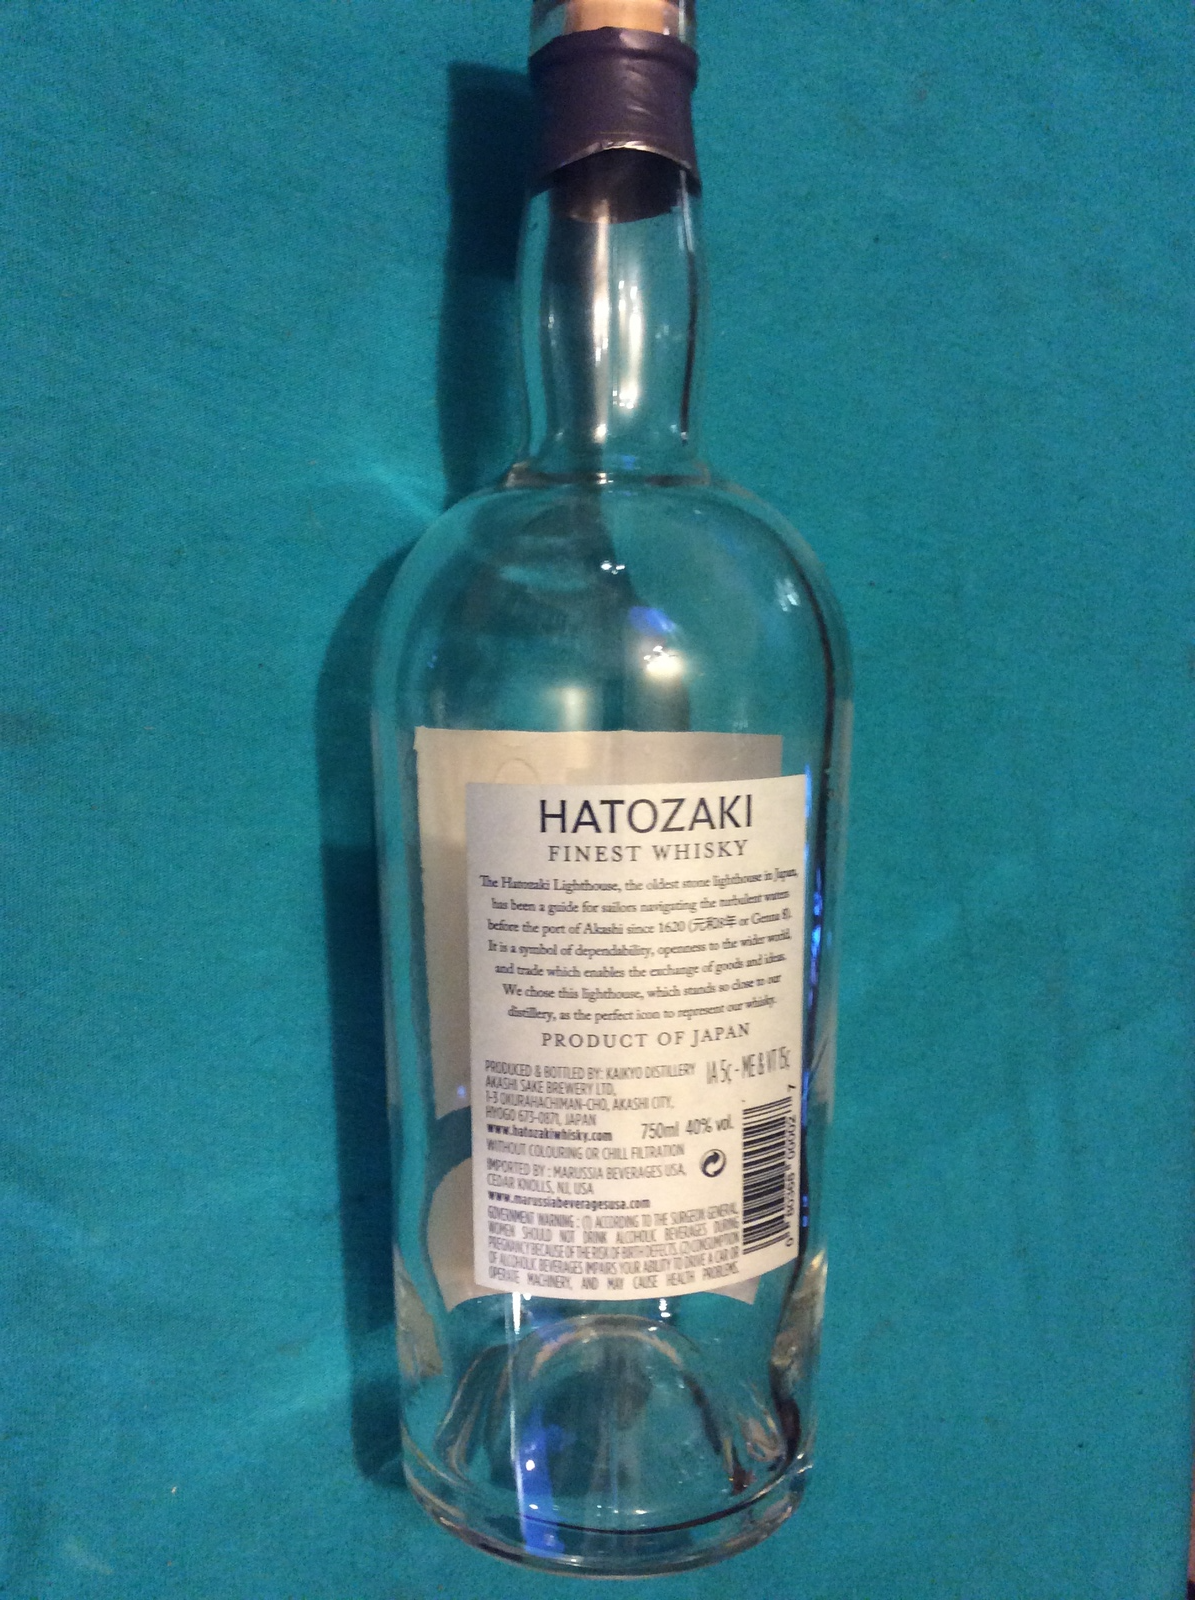 HATOZAKI
FINEST WHISKY
The Hatozaki Lighthouse, the oldest stone lighthouse in Japan,
has been a guide for sailors navigating the turbulent waters
before the port of Akashi since 1620 (元和8年 or Genna 8).
It is a symbol of dependability, openness to the wider world,
and trade which enables the exchange of goods and ideas.
We chose this lighthouse, which stands so close to our
distillery, as the perfect icon to represent our whisky.
PRODUCT OF JAPAN
PRODUCED & BOTTLED BY: KAIKYO DISTILLERY
AKASHI SAKE BREWERY LTD,
1-3 OKURAHACHIMAN-CHO, AKASHI CITY,
HYOGO 673-0871, JAPAN
www.hatozakiwhisky.com
IA 5¢ - ME & VT 15¢
750ml 40% vol.
WITHOUT COLOURING OR CHILL FILTRATION
IMPORTED BY : MARUSSIA BEVERAGES USA,
CEDAR KNOLLS, NJ, USA
www.marussiabeveragesusa.com
GOVERNMENT WARNING : (1) ACCORDING TO THE SURGEON GENERAL,
WOMEN SHOULD NOT DRINK ALCOHOLIC BEVERAGES DURING
PREGNANCY BECAUSE OF THE RISK OF BIRTH DEFECTS. (2) CONSUMPTION
OF ALCOHOLIC BEVERAGES IMPAIRS YOUR ABILITY TO DRIVE A CAR OR
OPERATE MACHINERY, AND MAY CAUSE HEALTH PROBLEMS.
0 80368 00002 7